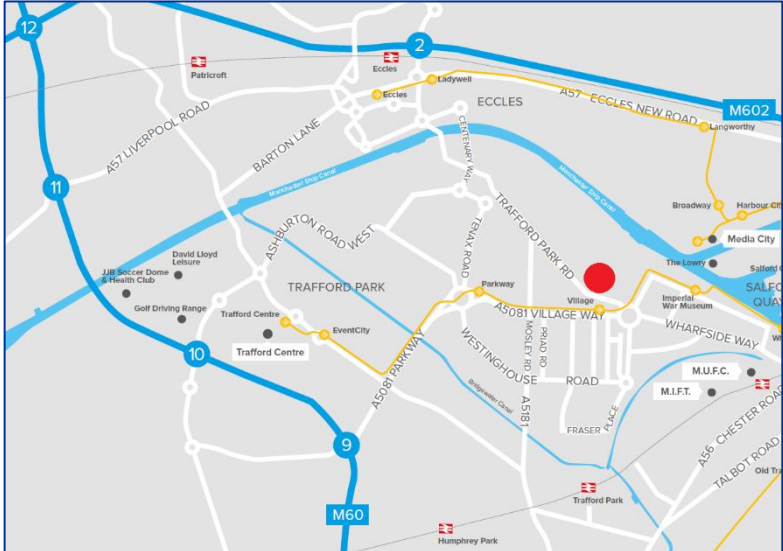 12
2
Patricroft
Eccles
Ladywell
Eccles
ECCLES
A57 - ECCLES NEW ROAD
M602
Langworthy
A57 LIVERPOOL ROAD
BARTON LANE
CENTENARY WAY
Manchester Ship Canal
Manchester Ship Canal
11
Broadway
Harbour Ci
Media City
TRAFFORD PARK RD
ASHBURTON ROAD WEST
TENAX ROAD
David Lloyd
Leisure
JJB Soccer Dome
& Health Club
The Lowry
Salford
SALFO
QUAY
TRAFFORD PARK
Parkway
Village
Imperial
War Museum
Golf Driving Range
Trafford Centre
EventCity
A5081 VILLAGE WAY
WHARFSIDE WAY
Wh
10
Trafford Centre
A5081 PARKWAY
WESTINGHOUSE
ROAD
MOSLEY RD
PRIAD RD
A5181
M.U.F.C.
M.I.F.T.
Bridgewater Canal
FRASER
PLACE
A56 CHESTER ROAD
TALBOT ROAD
9
Old Tra
M60
Trafford Park
Humphrey Park